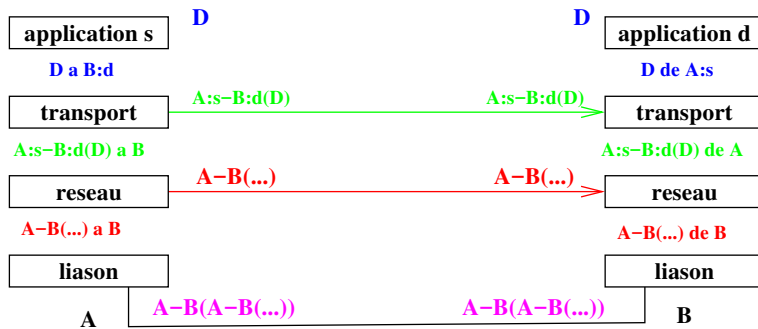 D D
application s application d
D a B:d D de A:s
A:s−B:d(D) A:s−B:d(D)
transport transport
A:s−B:d(D) a B A:s−B:d(D) de A
A−B(...) A−B(...)
reseau reseau
A−B(...) a B A−B(...) de B
liason liason
A−B(A−B(...)) A−B(A−B(...))
A B